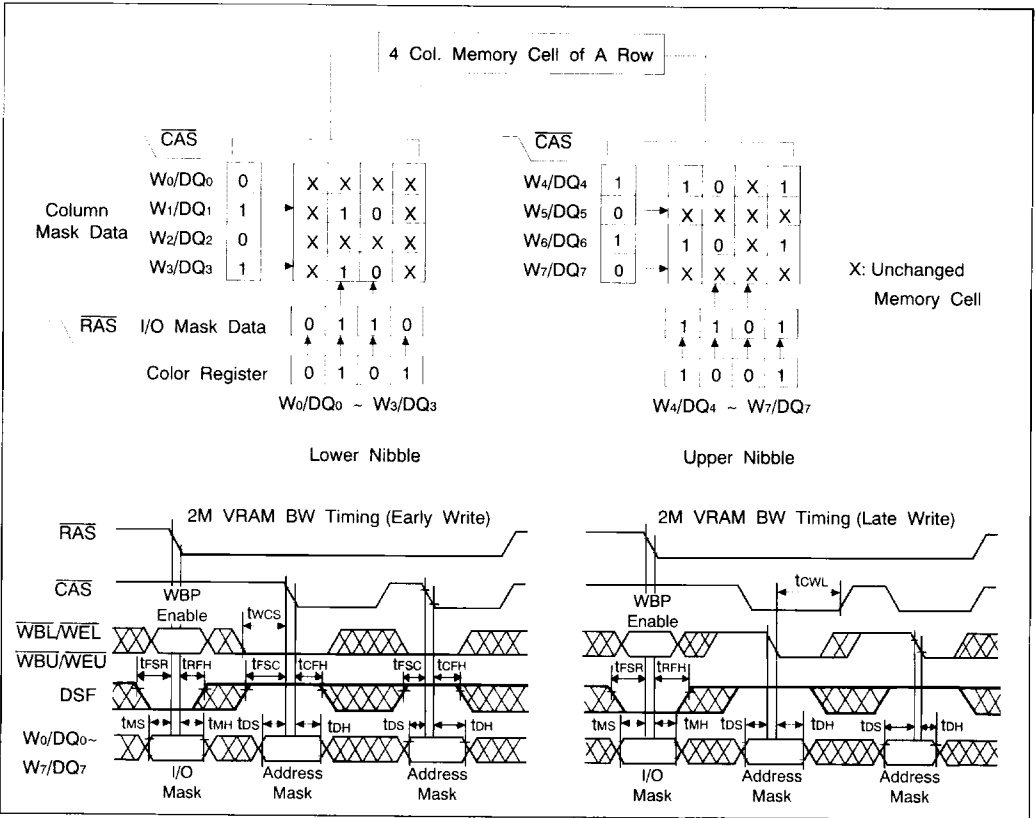 4 Col. Memory Cell of A Row
CAS
W0/DQ0 0 X X X X
W1/DQ1 1 X 1 0 X
W2/DQ2 0 X X X X
W3/DQ3 1 X 1 0 X
Column
Mask Data
RAS I/O Mask Data 0 1 1 0
Color Register 0 1 0 1
W0/DQ0 ~ W3/DQ3
Lower Nibble
CAS
W4/DQ4 1 1 0 X 1
W5/DQ5 0 X X X X
W6/DQ6 1 1 0 X 1
W7/DQ7 0 X X X X
1 1 0 1
1 0 0 1
W4/DQ4 ~ W7/DQ7
Upper Nibble
X: Unchanged
Memory Cell
2M VRAM BW Timing (Early Write)
RAS
CAS
WBP
Enable
tWCS
WBL/WEL
WBU/WEU
tFSR tRFH tFSC tCFH tFSC tCFH
DSF
tMS tMH tDS tDH tDS tDH
W0/DQ0~
W7/DQ7
I/O
Mask
Address
Mask
Address
Mask
2M VRAM BW Timing (Late Write)
tCWL
WBP
Enable
tFSR tRFH
tMS tMH tDS tDH tDS tDH
I/O
Mask
Address
Mask
Address
Mask